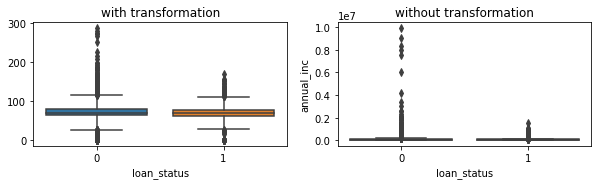 with transformation
300
200
100
0
0
1
loan_status
without transformation
1e7
1.0
0.8
0.6
0.4
0.2
0.0
annual_inc
0
1
loan_status